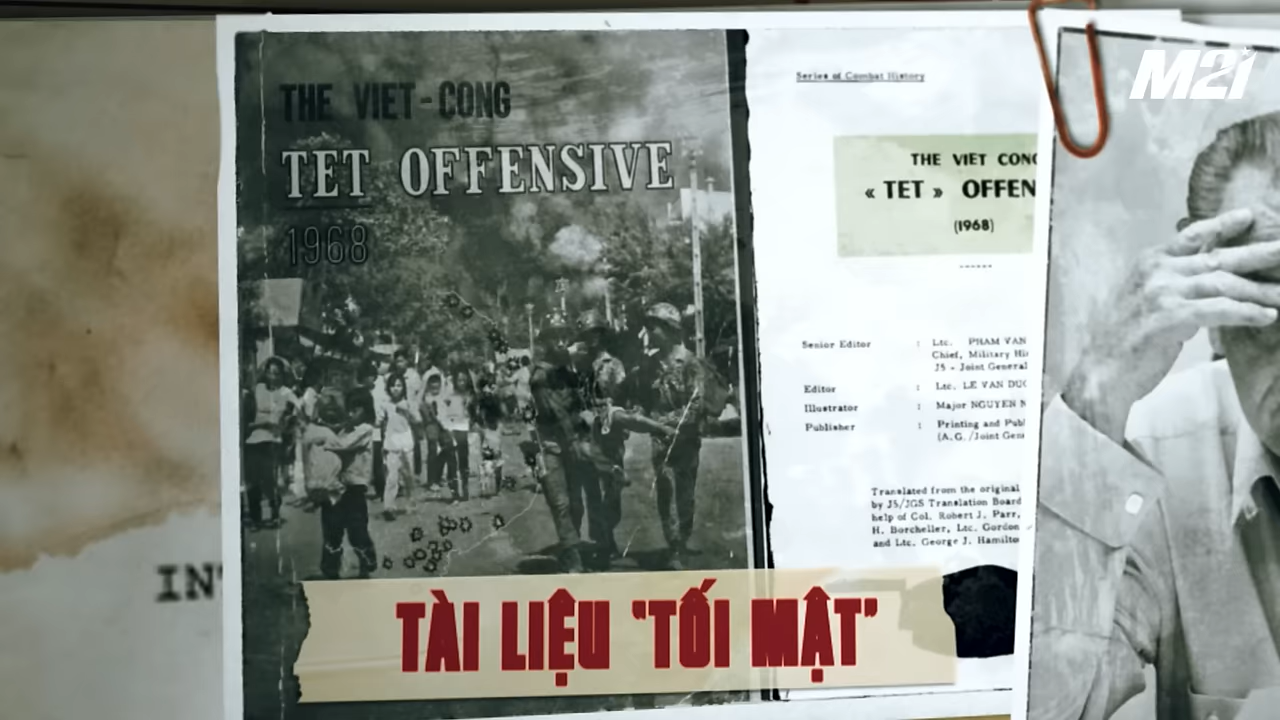 THE VIET-CONG
TET OFFENSIVE
1968
Series of Combat History
THE VIET CONG
« TET » OFFEN
(1968)
Senior Editor : Ltc. PHAM VAN
Chief, Military Hi
J5 - Joint General
Editor : Ltc. LE VAN DUO
Illustrator : Major NGUYEN N
Publisher : Printing and Publ
(A.G./Joint Gen
Translated from the original
by J5/JGS Translation Board
help of Col. Robert J. Parr,
H. Borcheller, Ltc. Gordon
and Ltc. George J. Hamilto
M21
IN
TÀI LIỆU "TỐI MẬT"